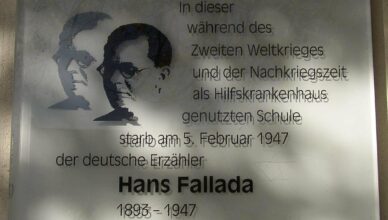 In dieser
während des
Zweiten Weltkrieges
und der Nachkriegszeit
als Hilfskrankenhaus
genutzten Schule
starb am 5. Februar 1947
der deutsche Erzähler
Hans Fallada
1893 – 1947